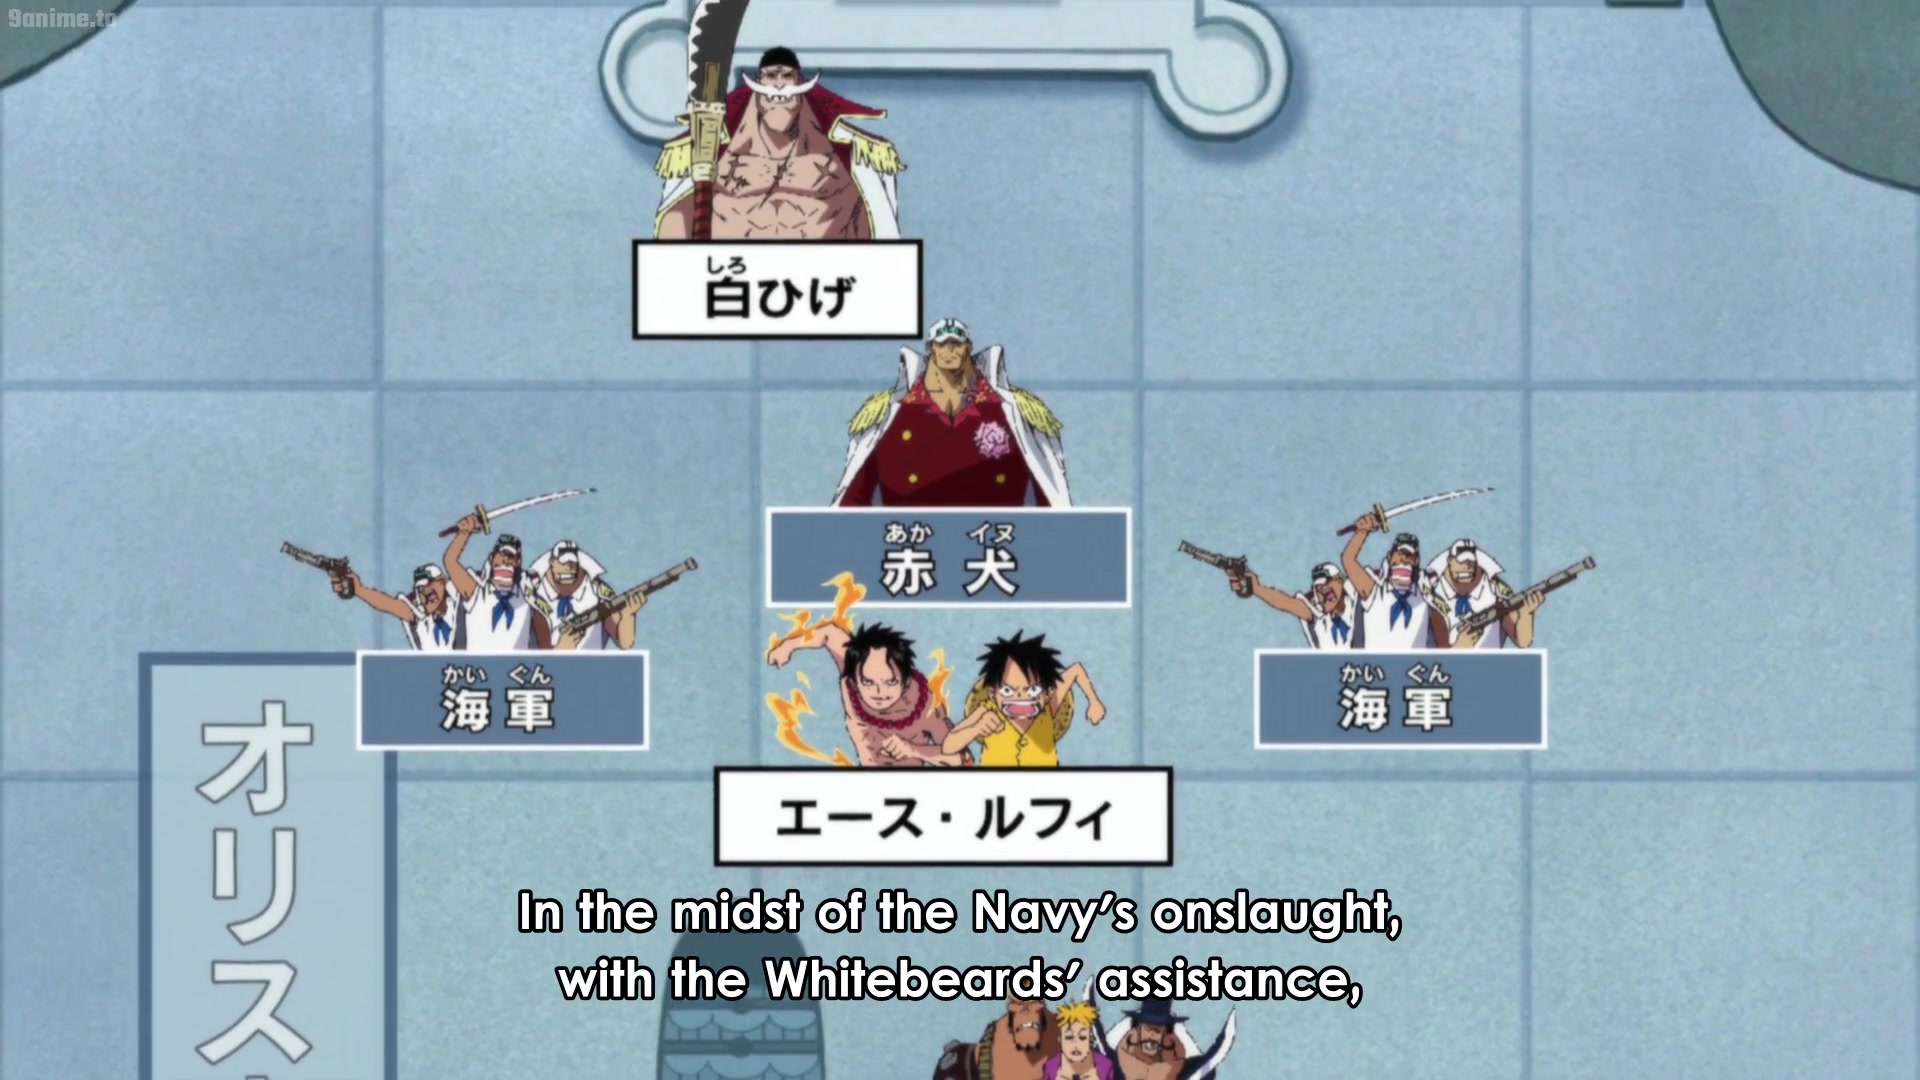 9anime.to
しろ
白ひげ
あか イヌ
赤犬
かい ぐん
海軍
かい ぐん
海軍
エース・ルフィ
オリス
In the midst of the Navy's onslaught,
with the Whitebeards' assistance,